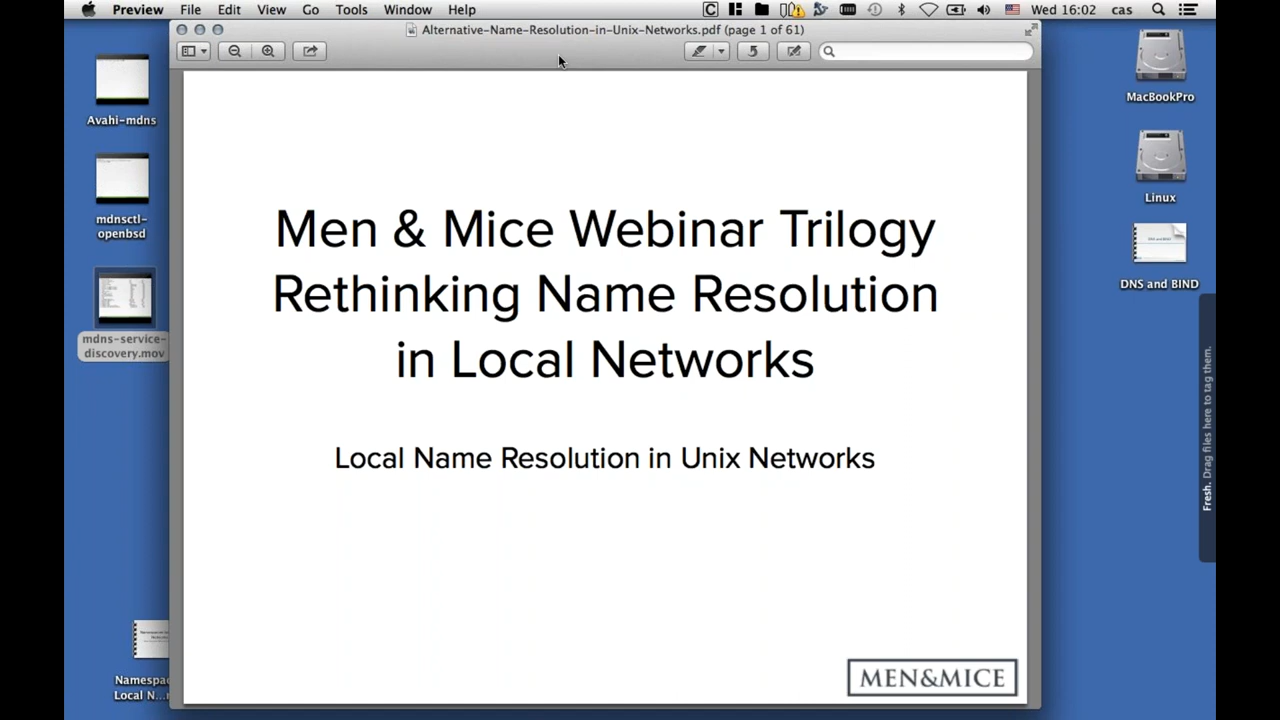 Preview File Edit View Go Tools Window Help Wed 16:02 cas
Alternative-Name-Resolution-in-Unix-Networks.pdf (page 1 of 61)
Avahi-mdns
mdnsctl-
openbsd
mdns-service-
discovery.mov
Men & Mice Webinar Trilogy
Rethinking Name Resolution
in Local Networks
Local Name Resolution in Unix Networks
MEN&MICE
MacBookPro
Linux
DNS and BIND
Fresh. Drag files here to tag them.
Namespac
Local N...